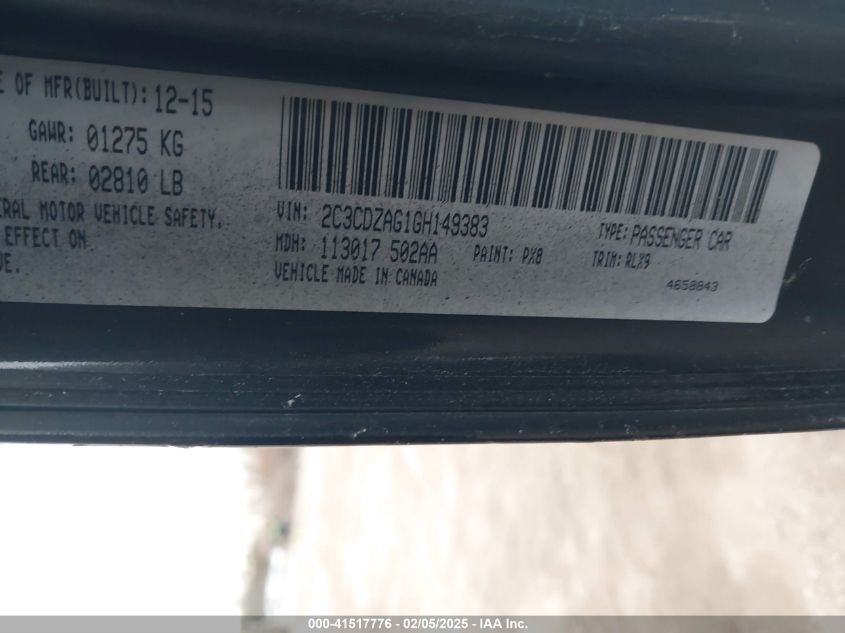 E OF MFR(BUILT): 12-15
GAWR: 01275 KG
REAR: 02810 LB
ERAL MOTOR VEHICLE SAFETY,
EFFECT ON
DE.
VIN: 2C3CDZAG1GH149383
TYPE: PASSENGER CAR
MDH: 113017 502AA
PAINT: PX8
TRIM: RLX9
VEHICLE MADE IN CANADA
4658843
000-41517776 - 02/05/2025 - IAA Inc.